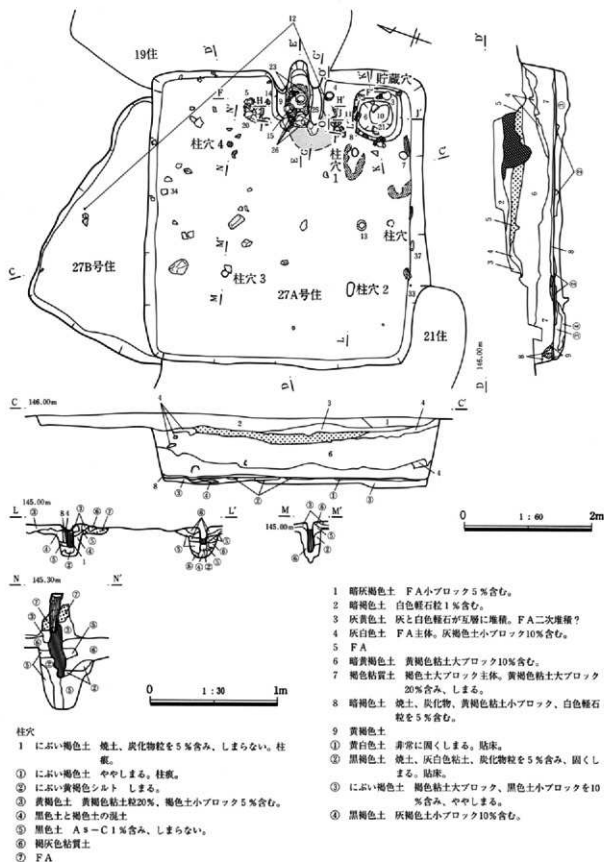 12
19住
D'
E'
G'
23
貯蔵穴
F
5
14
9
H
H'
K'
F'
J'
10
20
15
26
E
G
K
柱穴1
柱穴4
N
C'
34
M'
13
柱穴
37
27B号住
柱穴3
27A号住
柱穴2
33
M
L
21住
C
D
D'
D 146.00m
C 146.00m
C'
L 145.00m
L'
M
145.00m
M'
1:60 2m
N 145.30m
N'
1:30 1m
柱穴
1 にぶい褐色土 焼土、炭化物粒を5%含み、しまらない。柱
痕。
① にぶい褐色土 ややしまる。柱痕。
② にぶい黄褐色シルト しまる。
③ 黄褐色土 黄褐色粘土粒20%、褐色土小ブロック5%含む。
④ 黒色土と褐色土の混土
⑤ 黒色土 As-C1%含み、しまらない。
⑥ 褐灰色粘質土
⑦ FA
1 暗灰褐色土 FA小ブロック5%含む。
2 暗褐色土 白色軽石粒1%含む。
3 灰黄色土 灰と白色軽石が互層に堆積。FA二次堆積?
4 灰白色土 FA主体。灰褐色土小ブロック10%含む。
5 FA
6 暗黄褐色土 黄褐色粘土大ブロック10%含む。
7 褐色粘質土 褐色土大ブロック主体。黄褐色粘土大ブロック
20%含み、しまる。
8 暗褐色土 焼土、炭化物、黄褐色粘土小ブロック、白色軽石
粒を5%含む。
9 黄褐色土
① 黄白色土 非常に固くしまる。貼床。
② 黒褐色土 焼土、灰白色粘土、炭化物粒を5%含み、固くし
まる。貼床。
③ にぶい褐色土 褐色粘土大ブロック、黒色土小ブロックを10
%含み、ややしまる。
④ 黒褐色土 灰褐色土小ブロック10%含む。